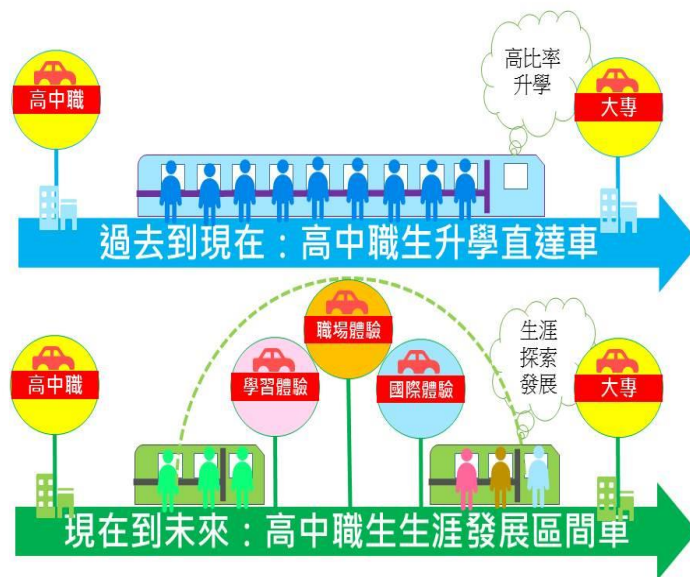 高比率
升學
高中職
大專
過去到現在：高中職生升學直達車
職場體驗
生涯
探索
發展
高中職
學習體驗
國際體驗
大專
現在到未來：高中職生生涯發展區間車